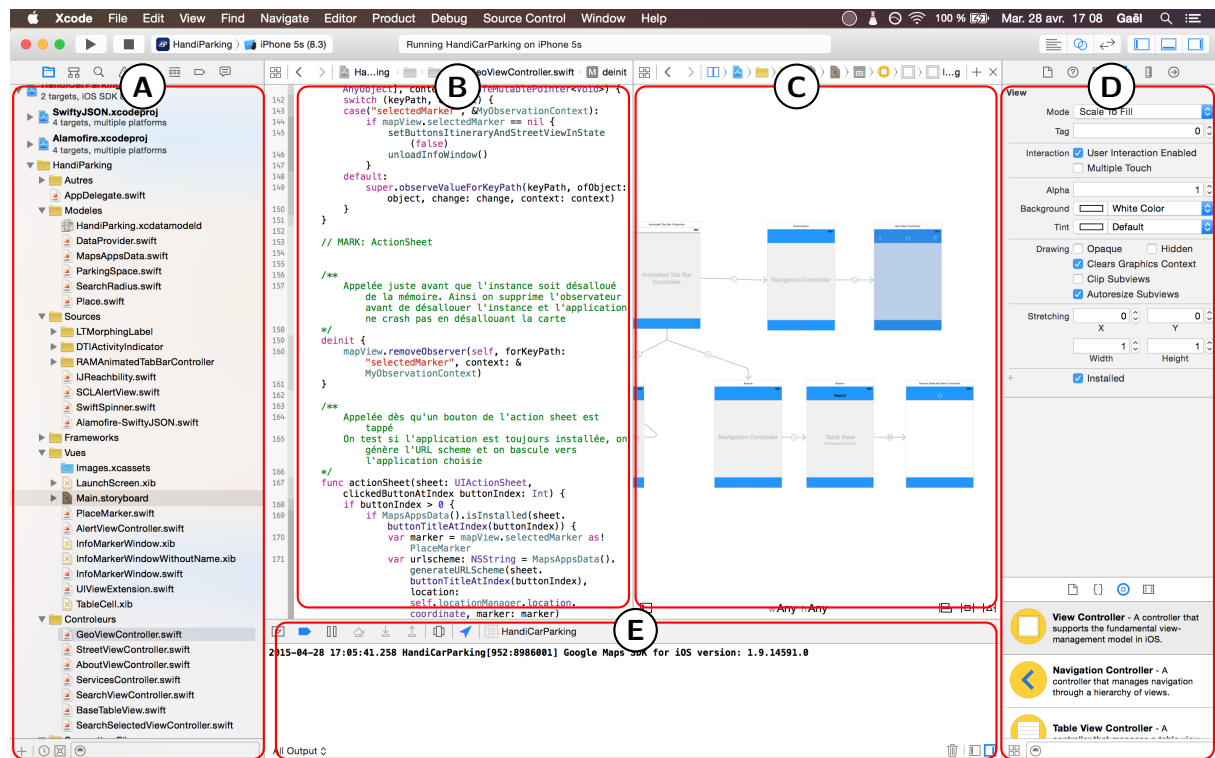 Xcode File Edit View Find Navigate Editor Product Debug Source Control Window Help 100 % Mar. 28 avr. 17 08 Gaël
HandiParking iPhone 5s (8.3) Running HandiCarParking on iPhone 5s
A
2 targets, iOS SDK
SwiftyJSON.xcodeproj
4 targets, multiple platforms
Alamofire.xcodeproj
4 targets, multiple platforms
HandiParking
Autres
AppDelegate.swift
Modeles
HandiParking.xcdatamodeld
DataProvider.swift
MapsAppsData.swift
ParkingSpace.swift
SearchRadius.swift
Place.swift
Sources
LTMorphingLabel
DTIActivityIndicator
RAMAnimatedTabBarController
IJReachbility.swift
SCLAlertView.swift
SwiftSpinner.swift
Alamofire-SwiftyJSON.swift
Frameworks
Vues
Images.xcassets
LaunchScreen.xib
Main.storyboard
PlaceMarker.swift
AlertViewController.swift
InfoMarkerWindow.xib
InfoMarkerWindowWithoutName.xib
InfoMarkerWindow.swift
UIViewExtension.swift
TableCell.xib
Controleurs
GeoViewController.swift
StreetViewController.swift
AboutViewController.swift
ServicesController.swift
SearchViewController.swift
BaseTableView.swift
SearchSelectedViewController.swift
Ha...ing GeoViewController.swift M deinit
B
142 switch (keyPath, {
143 case("selectedMarker", &MyObservationContext):
144 if mapView.selectedMarker == nil {
145 setButtonsItineraryAndStreetViewInState
(false)
146 unloadInfoWindow()
147 }
148 default:
149 super.observeValueForKeyPath(keyPath, ofObject:
object, change: change, context: context)
150 }
151 }
152
153 // MARK: ActionSheet
154
155
156 /**
157 Appelée juste avant que l'instance soit désalloué
de la mémoire. Ainsi on supprime l'observateur
avant de désallouer l'instance et l'application
ne crash pas en désallouant la carte
158 */
159 deinit {
160 mapView.removeObserver(self, forKeyPath:
"selectedMarker", context: &
MyObservationContext)
161 }
162
163 /**
164 Appelée dès qu'un bouton de l'action sheet est
tappé
165 On test si l'application est toujours installée, on
génère l'URL scheme et on bascule vers
l'application choisie
166 */
167 func actionSheet(sheet: UIActionSheet,
clickedButtonAtIndex buttonIndex: Int) {
168 if buttonIndex > 0 {
169 if MapsAppsData().isInstalled(sheet.
buttonTitleAtIndex(buttonIndex)) {
170 var marker = mapView.selectedMarker as!
PlaceMarker
171 var urlscheme: NSString = MapsAppsData().
generateURLScheme(sheet.
buttonTitleAtIndex(buttonIndex),
location:
self.locationManager.location.
coordinate, marker: marker)
C
Animated Tab Bar
Controller
Navigation Controller
Navigation Controller
Table View
wAny hAny
D
View
Mode Scale To Fill
Tag 0
Interaction User Interaction Enabled
Multiple Touch
Alpha 1
Background White Color
Tint Default
Drawing Opaque Hidden
Clears Graphics Context
Clip Subviews
Autoresize Subviews
Stretching 0 0
X Y
1 1
Width Height
+ Installed
View Controller - A controller that
supports the fundamental view-
management model in iOS.
Navigation Controller - A
controller that manages navigation
through a hierarchy of views.
Table View Controller - A
E
HandiCarParking
2015-04-28 17:05:41.258 HandiCarParking[952:8986001] Google Maps SDK for iOS version: 1.9.14591.0
All Output